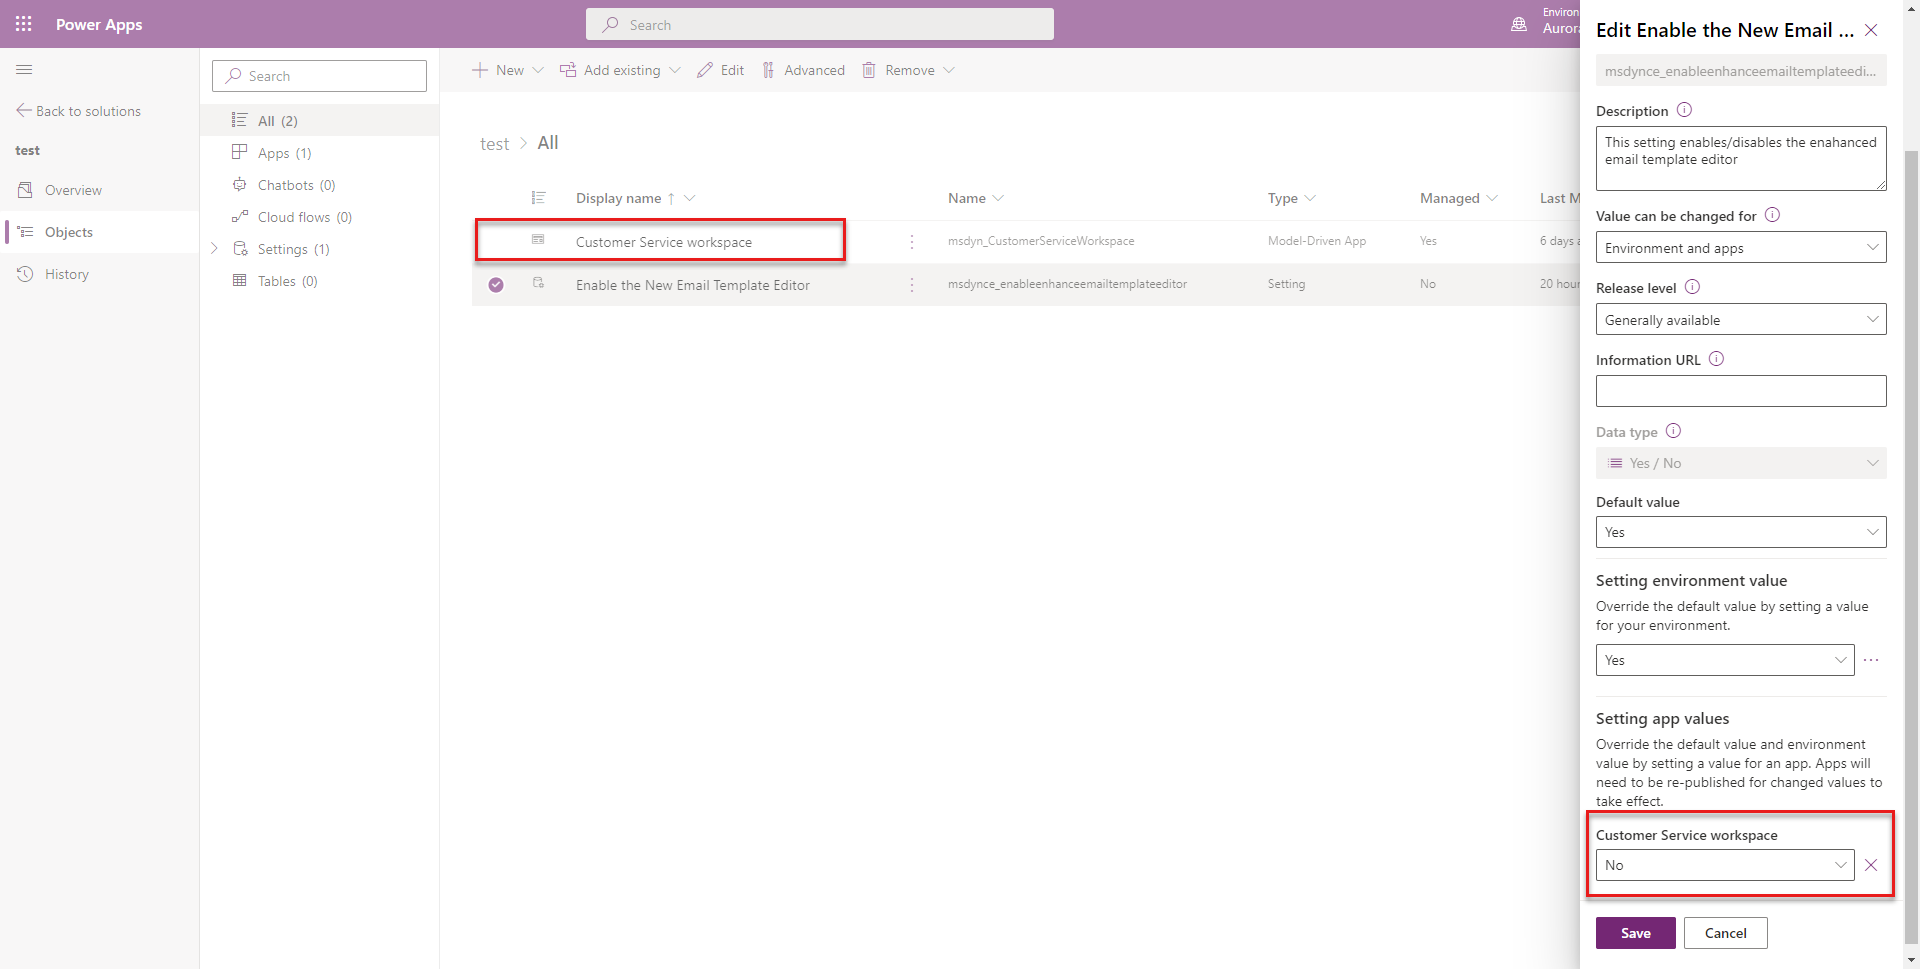 Power Apps
Search
Environ
Aurora
Back to solutions
test
Overview
Objects
History
Search
All (2)
Apps (1)
Chatbots (0)
Cloud flows (0)
Settings (1)
Tables (0)
New
Add existing
Edit
Advanced
Remove
test > All
Display name ↑
Name
Type
Managed
Last M
Customer Service workspace
msdyn_CustomerServiceWorkspace
Model-Driven App
Yes
6 days a
Enable the New Email Template Editor
msdynce_enableenhanceemailtemplateeditor
Setting
No
20 hour
Edit Enable the New Email ...
msdynce_enableenhanceemailtemplateedi...
Description
This setting enables/disables the enahanced
email template editor
Value can be changed for
Environment and apps
Release level
Generally available
Information URL
Data type
Yes / No
Default value
Yes
Setting environment value
Override the default value by setting a value
for your environment.
Yes
Setting app values
Override the default value and environment
value by setting a value for an app. Apps will
need to be re-published for changed values to
take effect.
Customer Service workspace
No
Save
Cancel